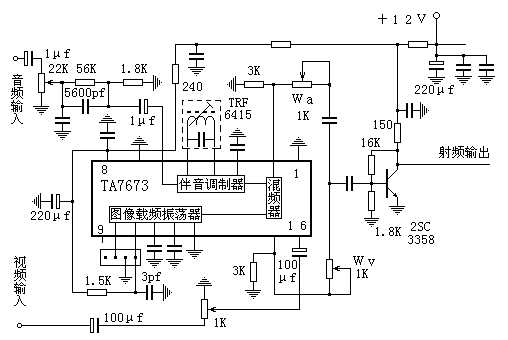 +12V
1μf
22K
56K
1.8K
5600pf
1μf
音频输入
240
3K
TRF
6415
Wa
1K
220μf
150
16K
射频输出
8
1
TA7673
伴音调制器
混频器
图像载频振荡器
220μf
9
16
1.8K
2SC
3358
视频输入
1.5K
3pf
3K
100
μf
Wv
1K
1K
100μf